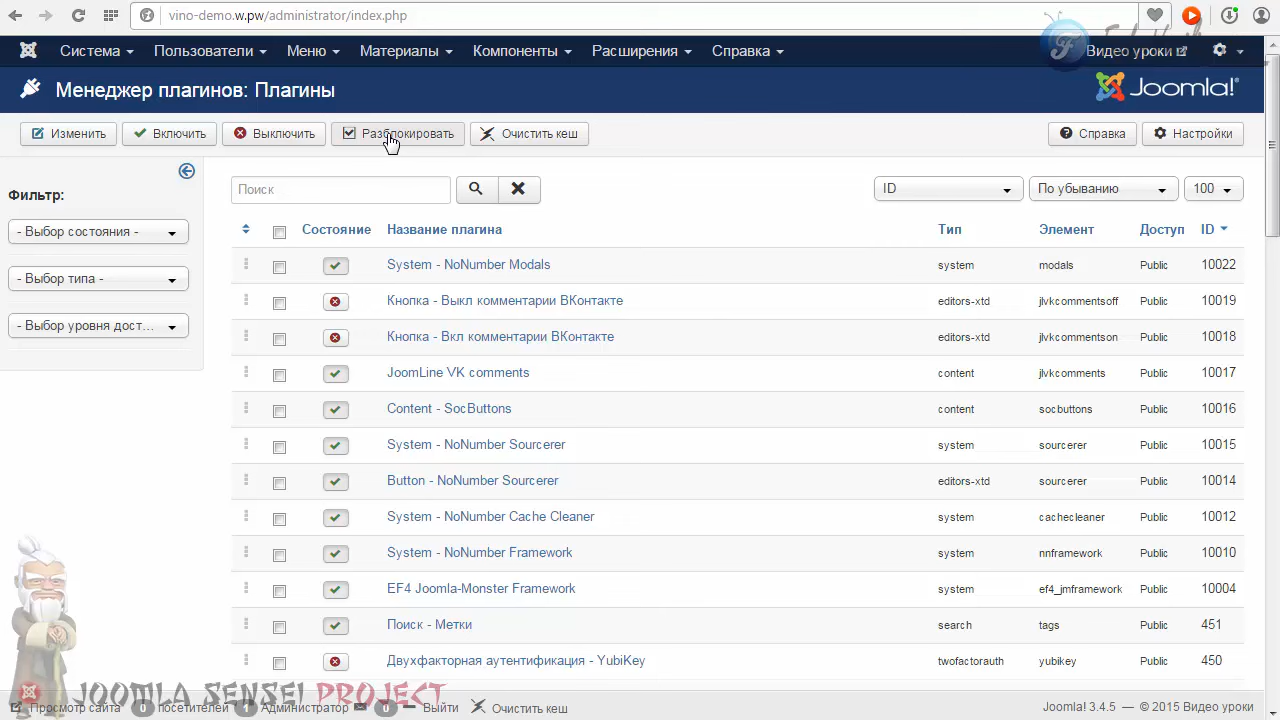 vino-demo.w.pw/administrator/index.php
Система Пользователи Меню Материалы Компоненты Расширения Справка Видео уроки
Менеджер плагинов: Плагины Joomla!
Изменить Включить Выключить Разблокировать Очистить кеш Справка Настройки
Фильтр:
- Выбор состояния -
- Выбор типа -
- Выбор уровня дост...
Поиск ID По убыванию 100
Состояние Название плагина Тип Элемент Доступ ID
System - NoNumber Modals system modals Public 10022
Кнопка - Выкл комментарии ВКонтакте editors-xtd jlvkcommentsoff Public 10019
Кнопка - Вкл комментарии ВКонтакте editors-xtd jlvkcommentson Public 10018
JoomLine VK comments content jlvkcomments Public 10017
Content - SocButtons content socbuttons Public 10016
System - NoNumber Sourcerer system sourcerer Public 10015
Button - NoNumber Sourcerer editors-xtd sourcerer Public 10014
System - NoNumber Cache Cleaner system cachecleaner Public 10012
System - NoNumber Framework system nnframework Public 10010
EF4 Joomla-Monster Framework system ef4_jmframework Public 10004
Поиск - Метки search tags Public 451
Двухфакторная аутентификация - YubiKey twofactorauth yubikey Public 450
JOOMLA SENSEI PROJECT
Просмотр сайта 0 посетителей 1 Администратор 0 Выйти Очистить кеш Joomla! 3.4.5 — © 2015 Видео уроки